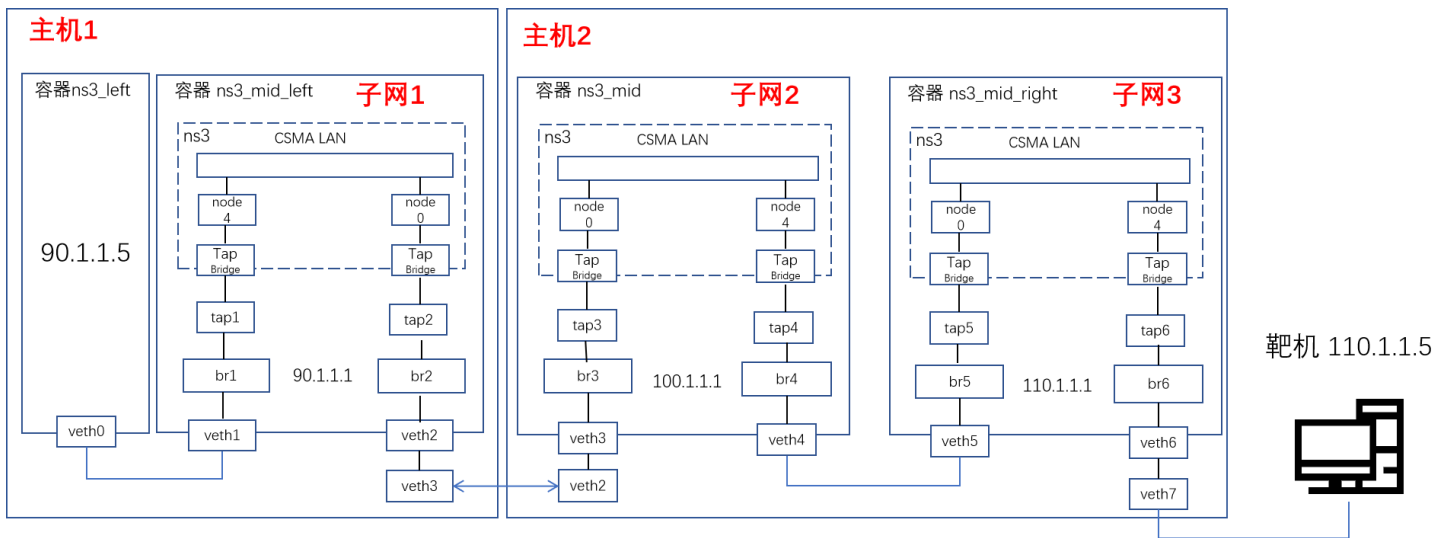 主机1
容器ns3_left
90.1.1.5
veth0
容器 ns3_mid_left
子网1
ns3
CSMA LAN
node
4
node
0
Tap
Bridge
Tap
Bridge
tap1
tap2
br1
90.1.1.1
br2
veth1
veth2
veth3
主机2
容器 ns3_mid
子网2
ns3
CSMA LAN
node
0
node
4
Tap
Bridge
Tap
Bridge
tap3
tap4
br3
100.1.1.1
br4
veth3
veth4
veth2
容器 ns3_mid_right
子网3
ns3
CSMA LAN
node
0
node
4
Tap
Bridge
Tap
Bridge
tap5
tap6
br5
110.1.1.1
br6
veth5
veth6
veth7
靶机 110.1.1.5